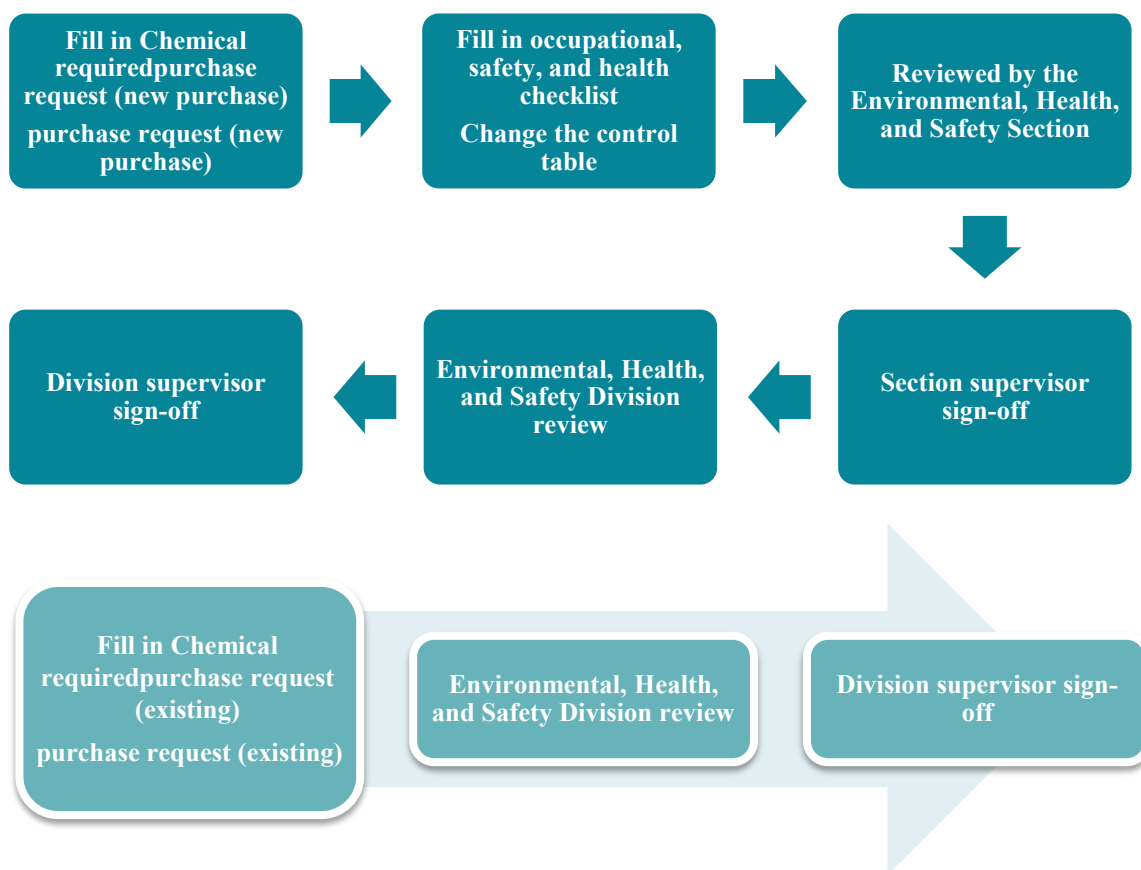 Fill in Chemical
requiredpurchase
request (new purchase)
purchase request (new
purchase)
Fill in occupational,
safety, and health
checklist
Change the control
table
Reviewed by the
Environmental, Health,
and Safety Section
Division supervisor
sign-off
Environmental, Health,
and Safety Division
review
Section supervisor
sign-off
Fill in Chemical
requiredpurchase request
(existing)
purchase request (existing)
Environmental, Health,
and Safety Division review
Division supervisor sign-
off